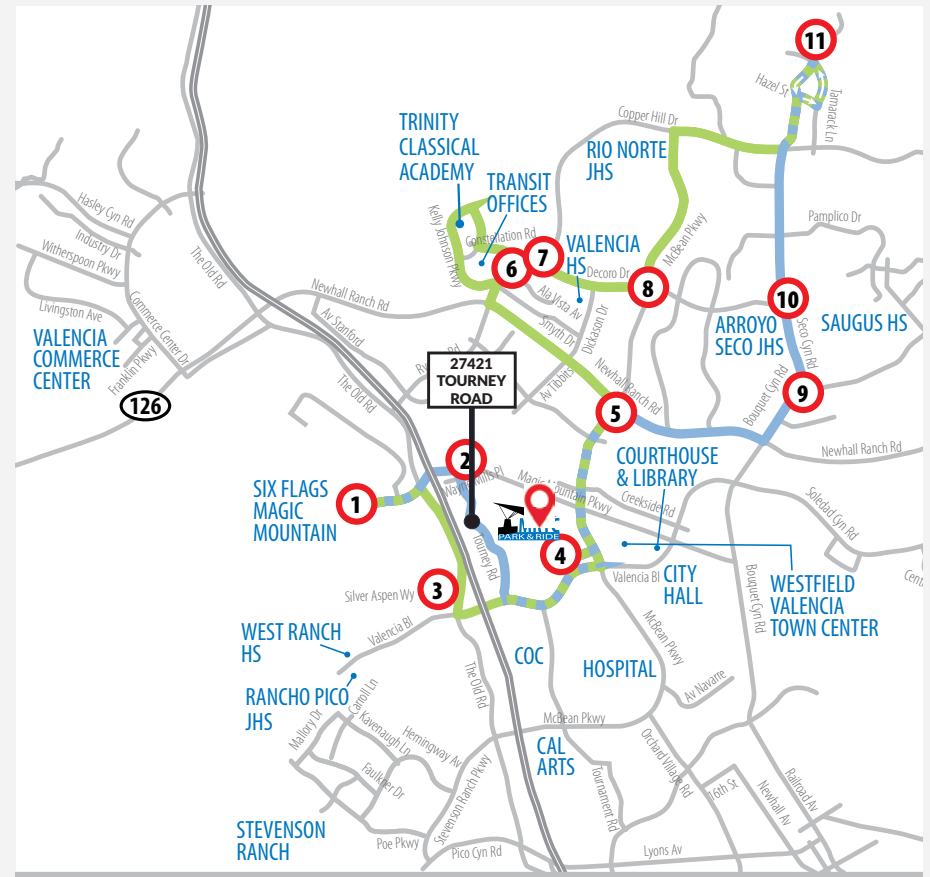 11
Hazel St
Tamarack Ln
Copper Hill Dr
TRINITY
CLASSICAL
ACADEMY
RIO NORTE
JHS
TRANSIT
OFFICES
Hasley Cyn Rd
Industry Dr
Witherspoon Pkwy
Kelly Johnson Pkwy
Constellation Rd
McBean Pkwy
Pamplico Dr
The Old Rd
6
7
VALENCIA
HS
Decoro Dr
8
Livingston Ave
Newhall Ranch Rd
Ala Vista Av
10
VALENCIA
COMMERCE
CENTER
Commerce Center Dr
Franklin Pkwy
Av Stanford
Smyth Dr
Dickason Dr
ARROYO
SECO JHS
Seco Cyn Rd
SAUGUS HS
126
The Old Rd
27421
TOURNEY
ROAD
Av Tibbits
Newhall Ranch Rd
5
Bouquet Cyn Rd
9
Newhall Ranch Rd
COURTHOUSE
& LIBRARY
2
Magic Mountain Pkwy
Creekside Rd
Soledad Cyn Rd
SIX FLAGS
MAGIC
MOUNTAIN
1
PARK & RIDE
4
Tourney Rd
Valencia Bl
CITY
HALL
Bouquet Cyn Rd
WESTFIELD
VALENCIA
TOWN CENTER
3
Silver Aspen Wy
WEST RANCH
HS
Valencia Bl
McBean Pkwy
COC
HOSPITAL
RANCHO PICO
JHS
Carroll Ln
The Old Rd
Av Navarre
Mallory Dr
Kavenaugh Ln
Hemingway Av
McBean Pkwy
CAL
ARTS
Orchard Village Rd
Faulkner Dr
Stevenson Ranch Pkwy
Tournament Rd
16th St
Newhall Av
Railroad Av
STEVENSON
RANCH
Poe Pkwy
Pico Cyn Rd
Lyons Av